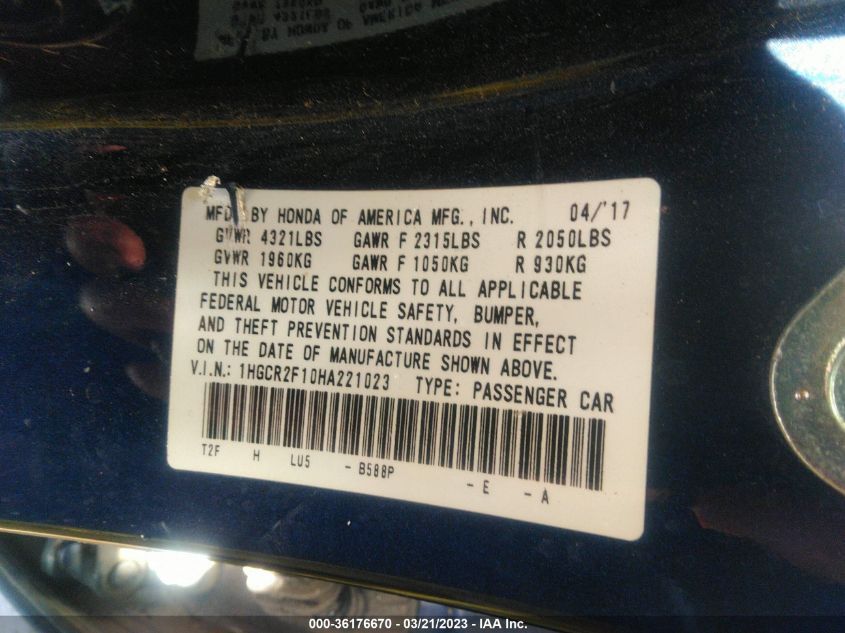 MFD. BY HONDA OF AMERICA MFG., INC. 04/'17
GVWR 4321LBS GAWR F 2315LBS R 2050LBS
GVWR 1960KG GAWR F 1050KG R 930KG
THIS VEHICLE CONFORMS TO ALL APPLICABLE
FEDERAL MOTOR VEHICLE SAFETY, BUMPER,
AND THEFT PREVENTION STANDARDS IN EFFECT
ON THE DATE OF MANUFACTURE SHOWN ABOVE.
V.I.N.: 1HGCR2F10HA221023 TYPE: PASSENGER CAR
T2F H LU5 - B588P - E - A
000-36176670 - 03/21/2023 - IAA Inc.